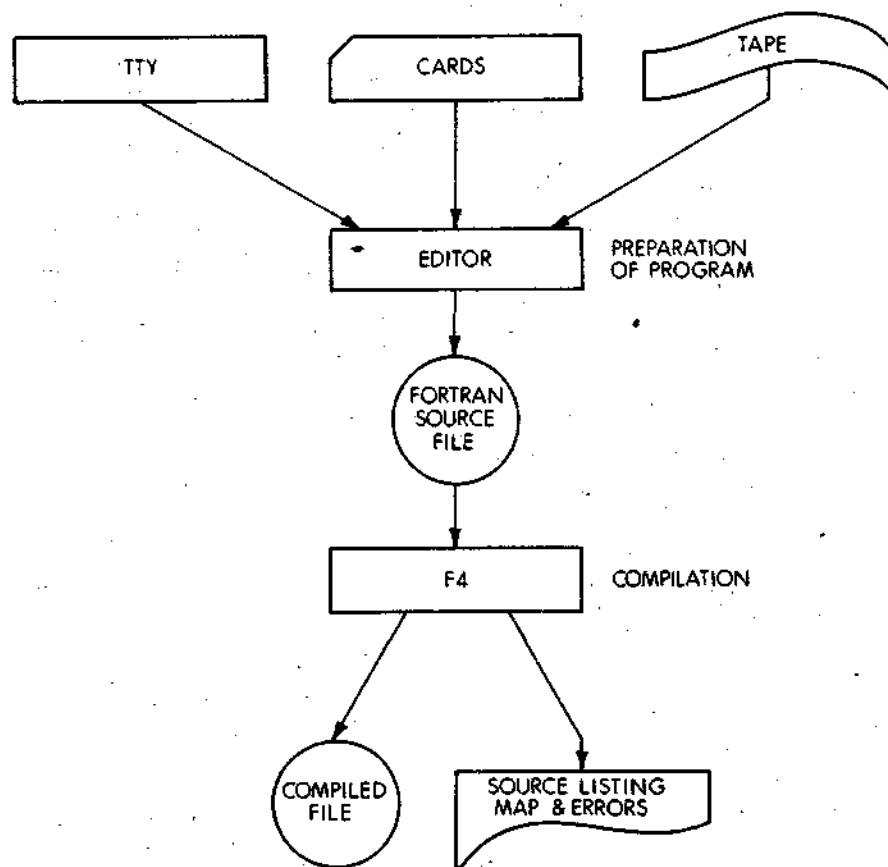 TTY
CARDS
TAPE
EDITOR
PREPARATION
OF PROGRAM
FORTRAN
SOURCE
FILE
F4
COMPILATION
COMPILED
FILE
SOURCE LISTING
MAP & ERRORS